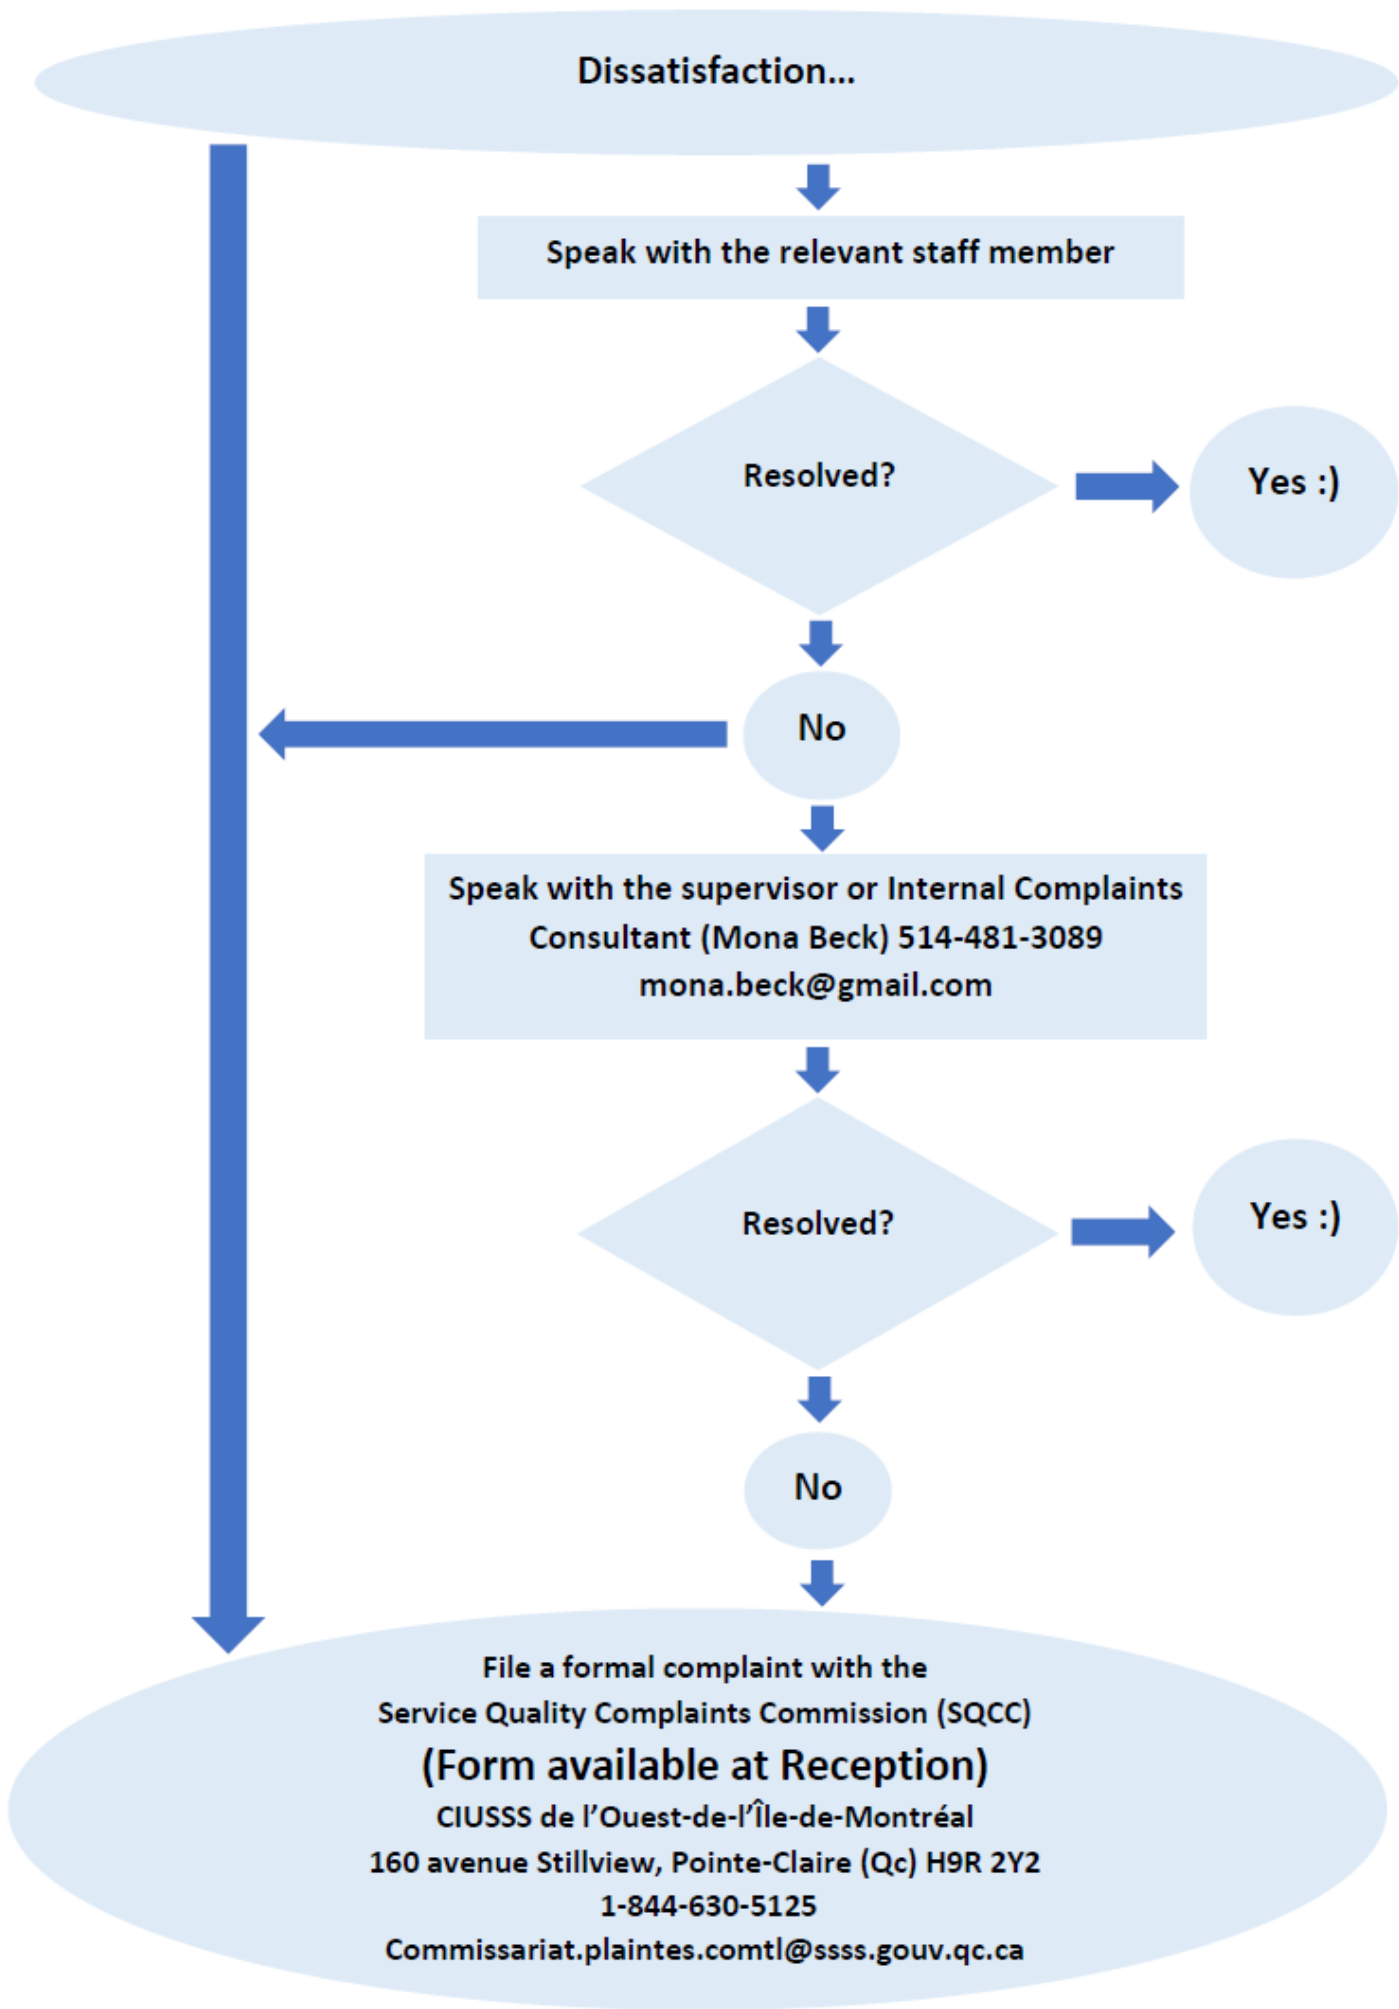 Dissatisfaction...
Speak with the relevant staff member
Resolved?
Yes :)
No
Speak with the supervisor or Internal Complaints
Consultant (Mona Beck) 514-481-3089
mona.beck@gmail.com
Resolved?
Yes :)
No
File a formal complaint with the
Service Quality Complaints Commission (SQCC)
(Form available at Reception)
CIUSSS de l’Ouest-de-l’Île-de-Montréal
160 avenue Stillview, Pointe-Claire (Qc) H9R 2Y2
1-844-630-5125
Commissariat.plaintes.comtl@ssss.gouv.qc.ca